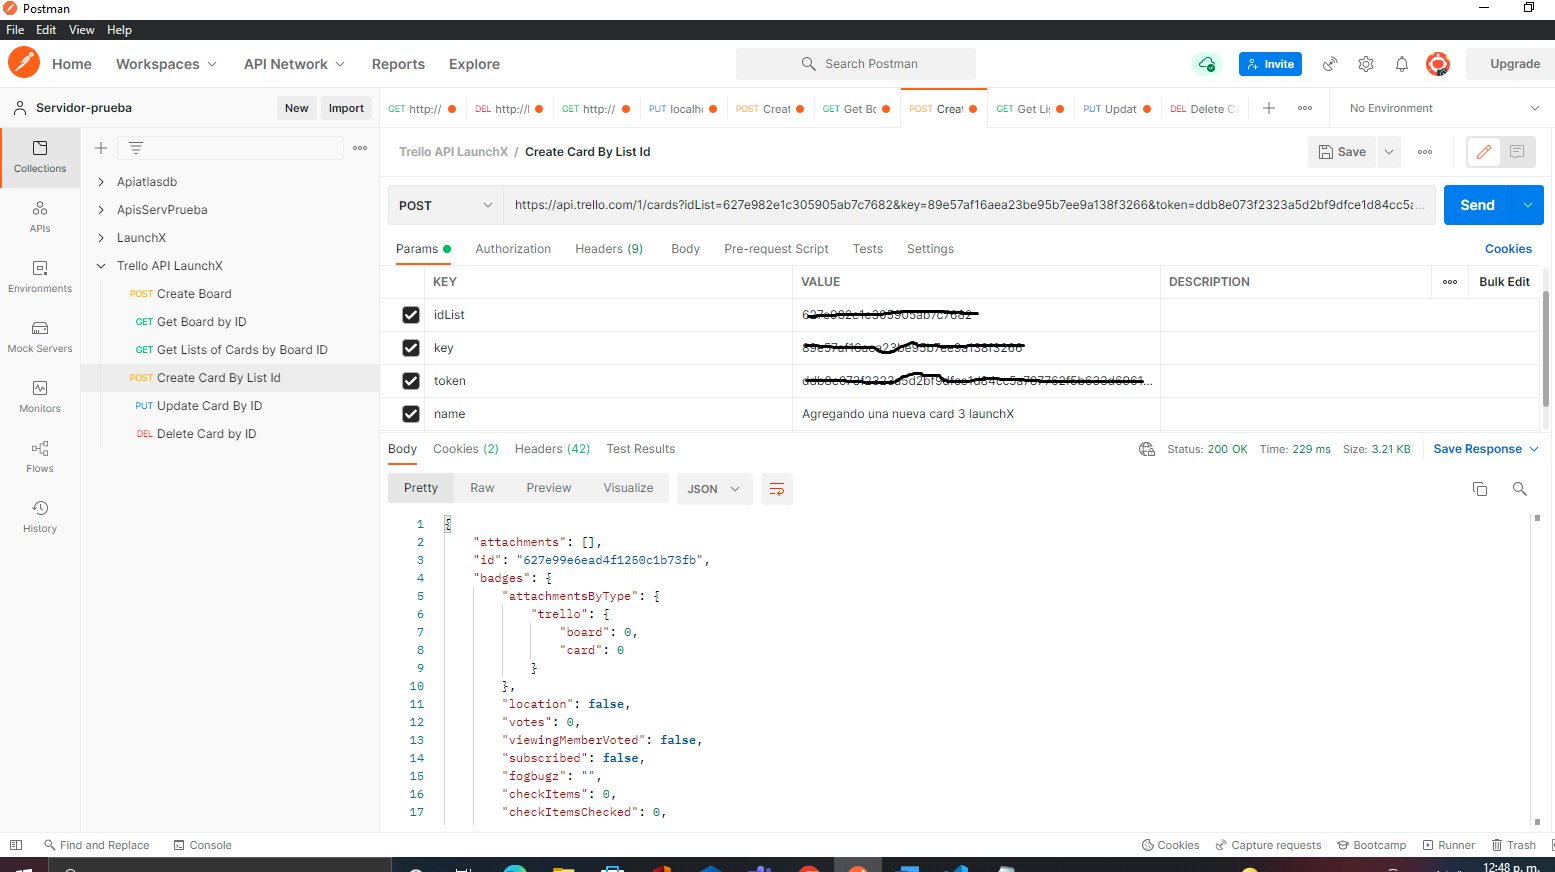 Postman
File Edit View Help
Home Workspaces API Network Reports Explore Search Postman Invite Upgrade
Servidor-prueba New Import
GET http:// DEL http://l GET http:// PUT localh POST Creat GET Get Bo POST Creat GET Get Lis PUT Updat DEL Delete C No Environment
Collections
APIs
Environments
Mock Servers
Monitors
Flows
History
Apiatlasdb
ApisServPrueba
LaunchX
Trello API LaunchX
POST Create Board
GET Get Board by ID
GET Get Lists of Cards by Board ID
POST Create Card By List Id
PUT Update Card By ID
DEL Delete Card by ID
Trello API LaunchX / Create Card By List Id Save
POST https://api.trello.com/1/cards?idList=627e982e1c305905ab7c7682&key=89e57af16aea23be95b7ee9a138f3266&token=ddb8e073f2323a5d2bf9dfce1d84cc5a... Send
Params Authorization Headers (9) Body Pre-request Script Tests Settings Cookies
KEY VALUE DESCRIPTION Bulk Edit
idList
key
token
name Agregando una nueva card 3 launchX
Body Cookies (2) Headers (42) Test Results Status: 200 OK Time: 229 ms Size: 3.21 KB Save Response
Pretty Raw Preview Visualize JSON
1 {
2 "attachments": [],
3 "id": "627e99e6ead4f1250c1b73fb",
4 "badges": {
5 "attachmentsByType": {
6 "trello": {
7 "board": 0,
8 "card": 0
9 }
10 },
11 "location": false,
12 "votes": 0,
13 "viewingMemberVoted": false,
14 "subscribed": false,
15 "fogbugz": "",
16 "checkItems": 0,
17 "checkItemsChecked": 0,
Find and Replace Console Cookies Capture requests Bootcamp Runner Trash
12:48 p. m.